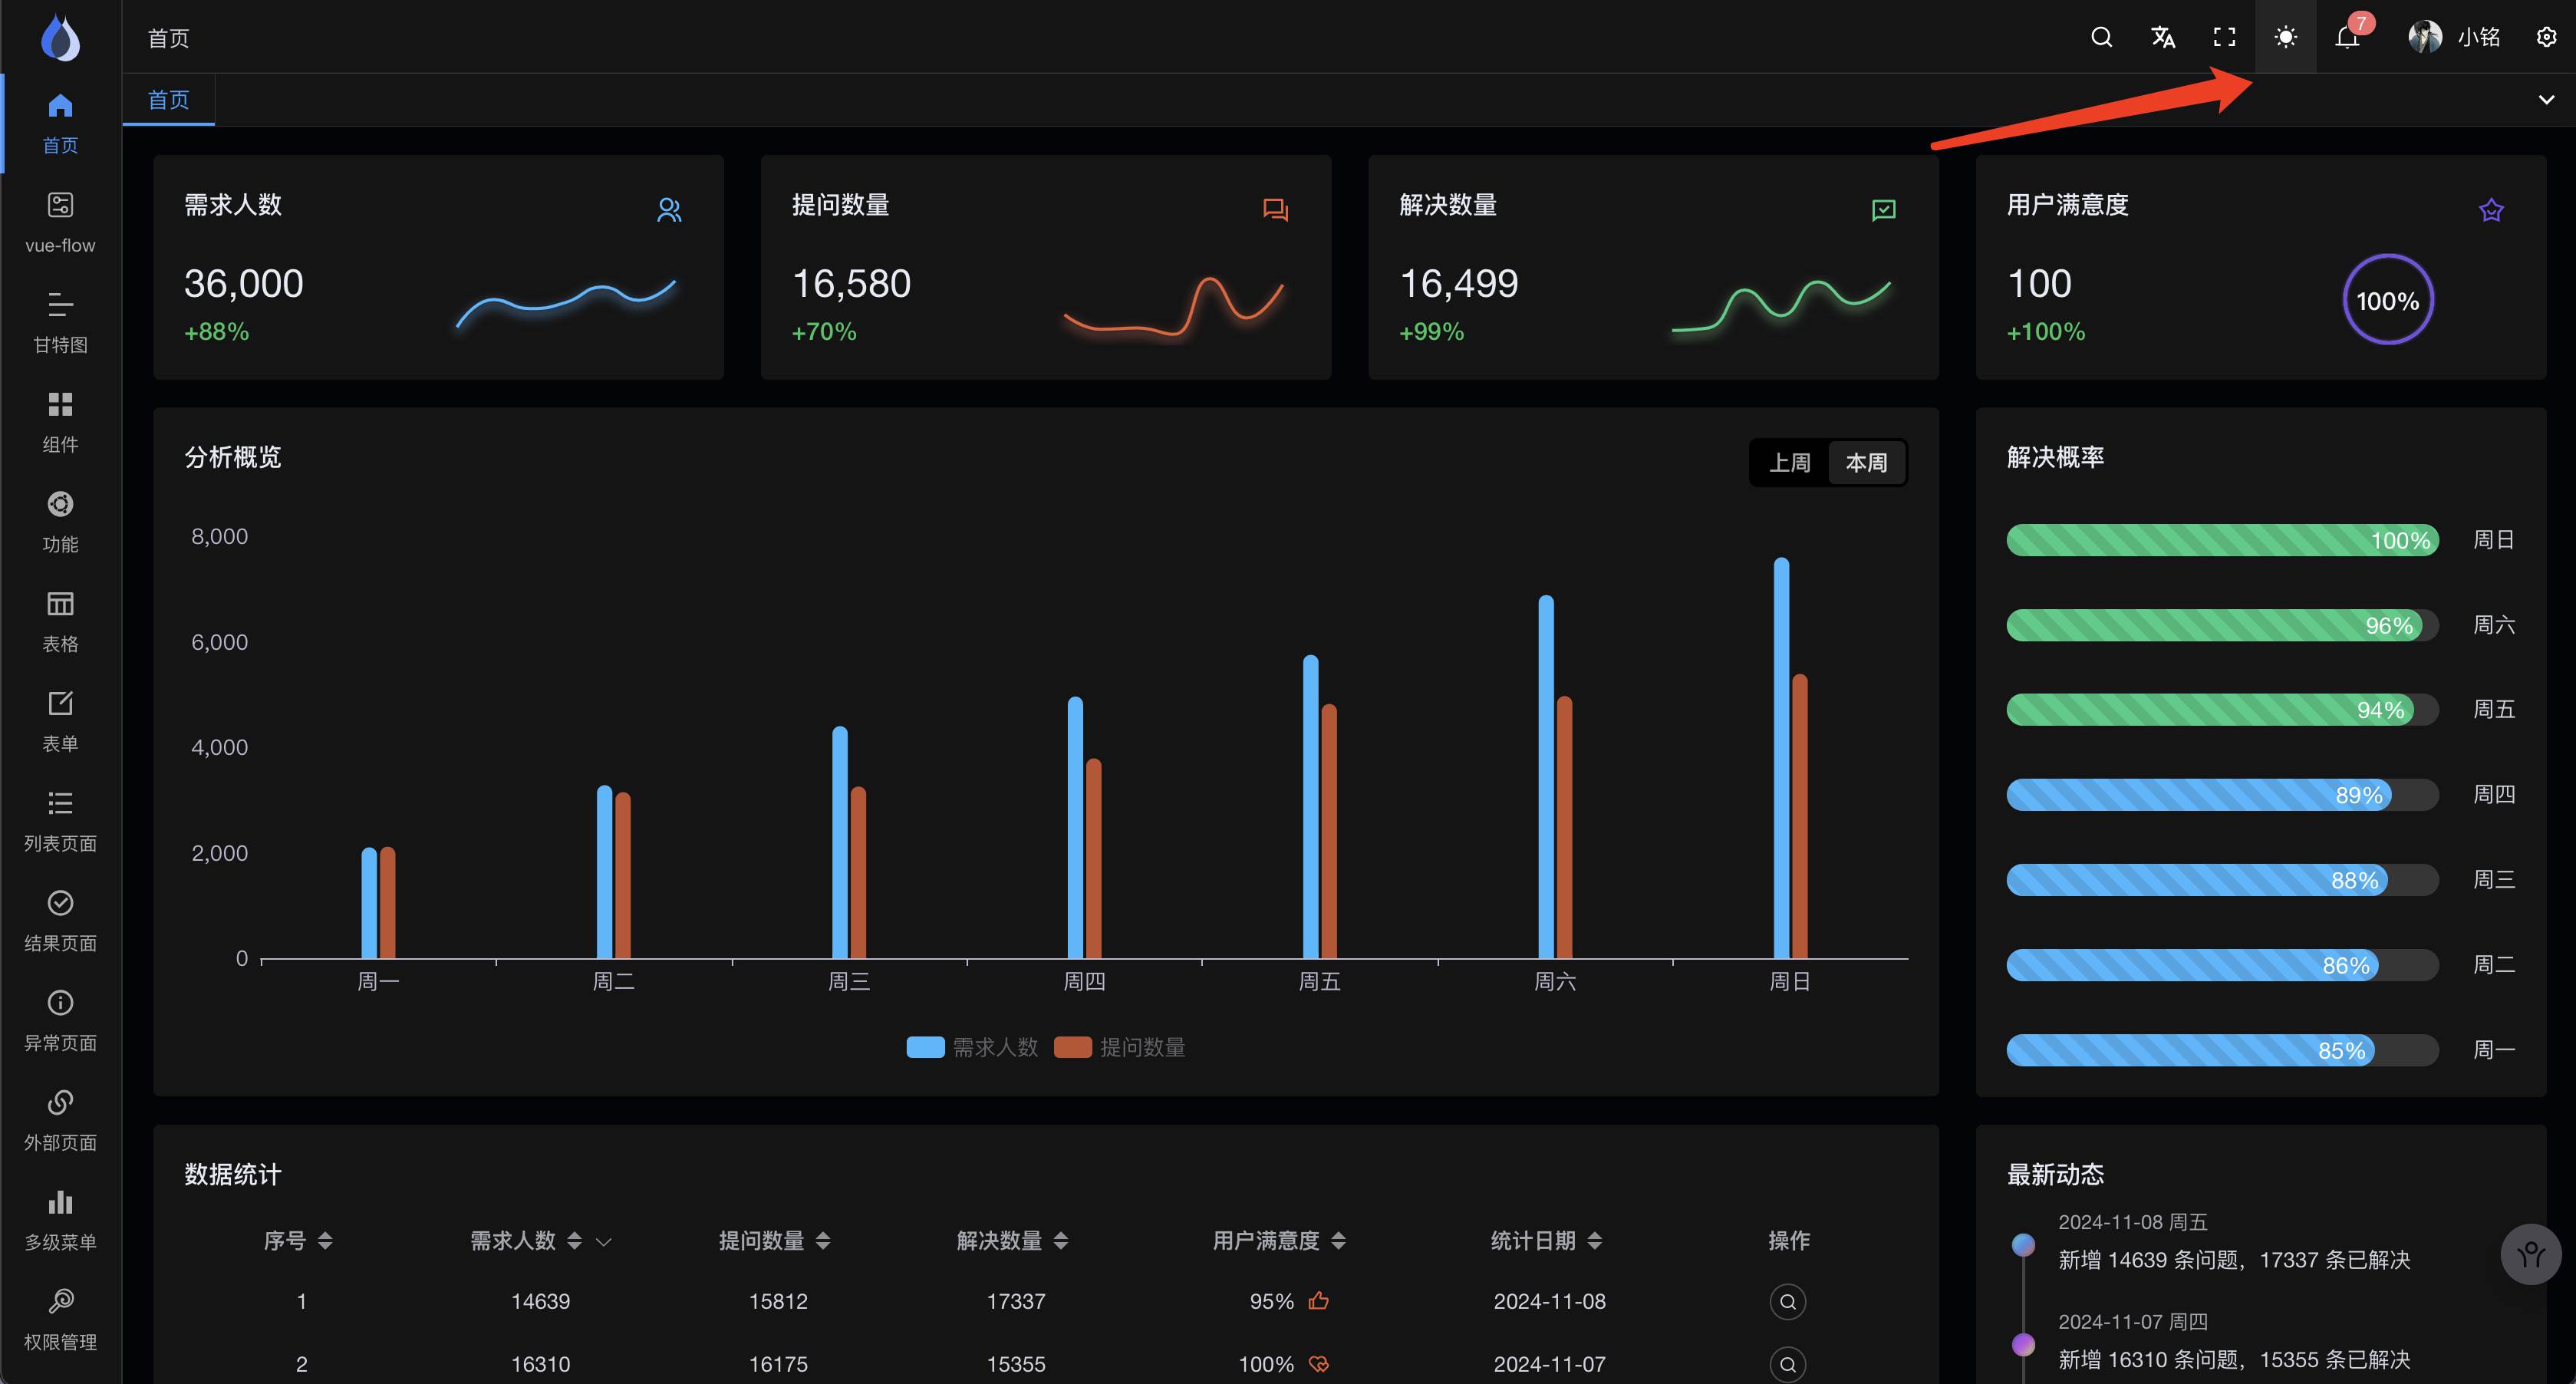 首页
7
小铭
首页
首页
vue-flow
甘特图
组件
功能
表格
表单
列表页面
结果页面
异常页面
外部页面
多级菜单
权限管理
需求人数
36,000
+88%
提问数量
16,580
+70%
解决数量
16,499
+99%
用户满意度
100
+100%
100%
分析概览
上周 本周
8,000
6,000
4,000
2,000
0
周一 周二 周三 周四 周五 周六 周日
需求人数 提问数量
解决概率
100% 周日
96% 周六
94% 周五
89% 周四
88% 周三
86% 周二
85% 周一
数据统计
序号 需求人数 提问数量 解决数量 用户满意度 统计日期 操作
1 14639 15812 17337 95% 2024-11-08
2 16310 16175 15355 100% 2024-11-07
最新动态
2024-11-08 周五
新增 14639 条问题，17337 条已解决
2024-11-07 周四
新增 16310 条问题，15355 条已解决